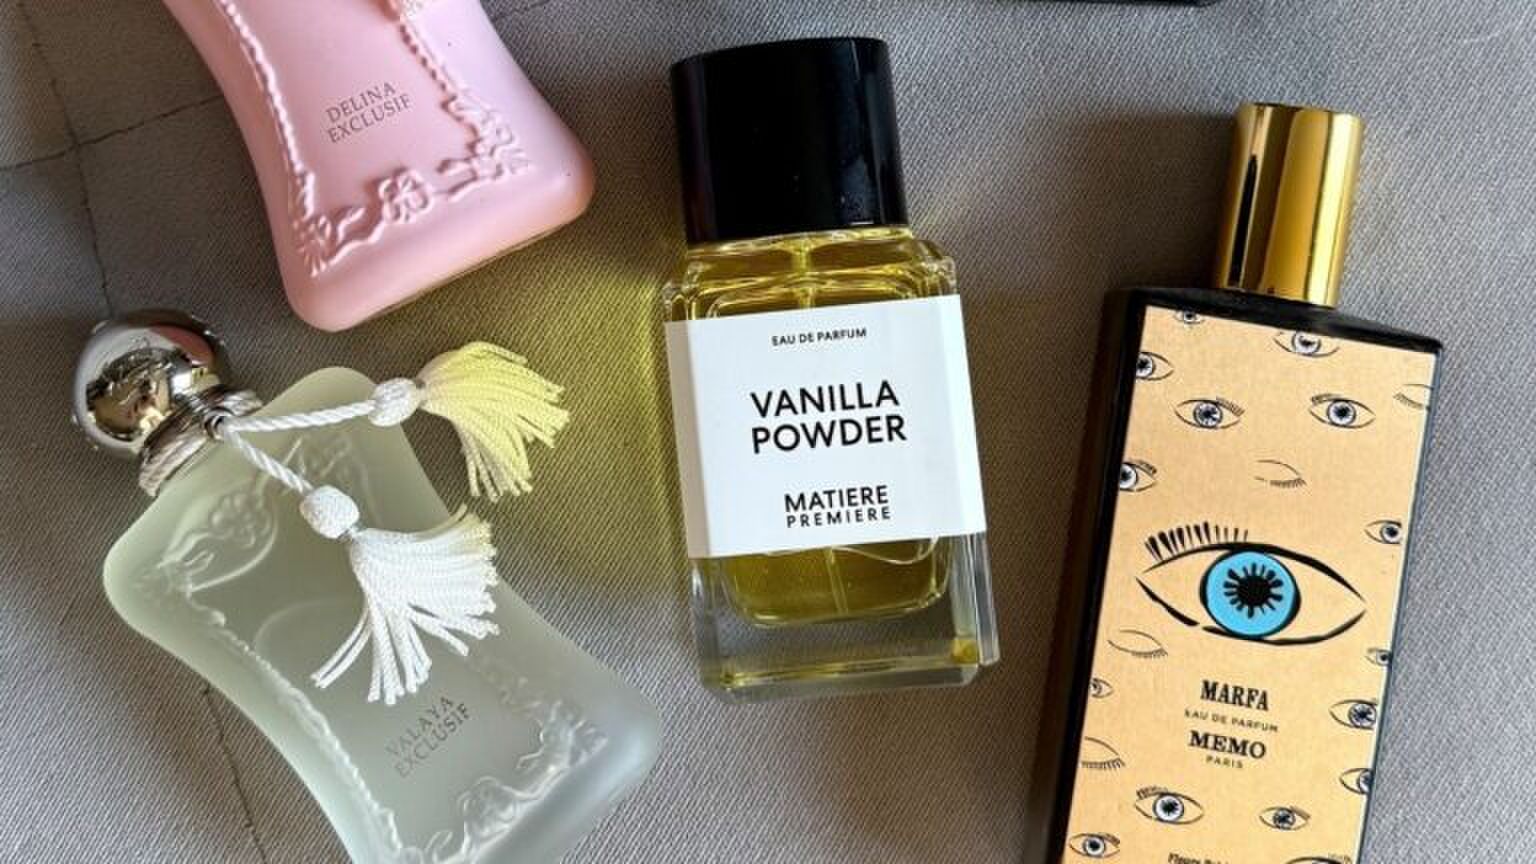 DELINA
EXCLUSIF
EAU DE PARFUM
VANILLA
POWDER
MATIERE
PREMIERE
VALAYA
EXCLUSIF
MARFA
EAU DE PARFUM
MEMO
PARIS